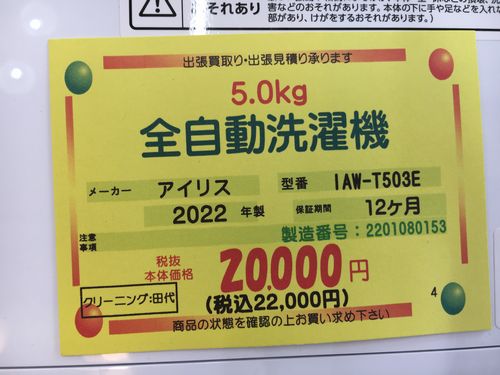 おそれあり
害などのおそれがあります。本体の下に手や足などを入れな
部があり、けがをするおそれがあります。)
出張買取り・出張見積り承ります
5.0kg
全自動洗濯機
メーカー アイリス 型番 IAW-T503E
2022 年製 保証期間 12ヶ月
注意
事項
製造番号：2201080153
税抜
本体価格 20,000円
クリーニング:田代 (税込22,000円) 4
商品の状態を確認の上お買い求め下さい